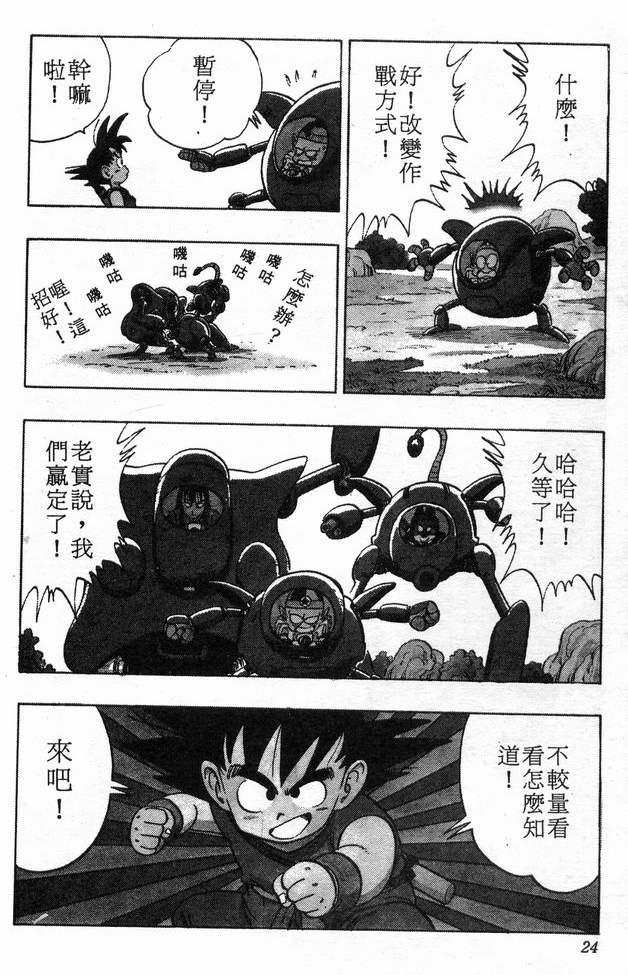 什麼！
好！改變作
戰方式！
暫停！
幹嘛
啦！
怎麼辦？
嘰咕
嘰咕
嘰咕
嘰咕
嘰咕
喔！這
招好！
哈哈哈！
久等了！
老實說，我
們贏定了！
不較量看
看怎麼知
道！
來吧！
24